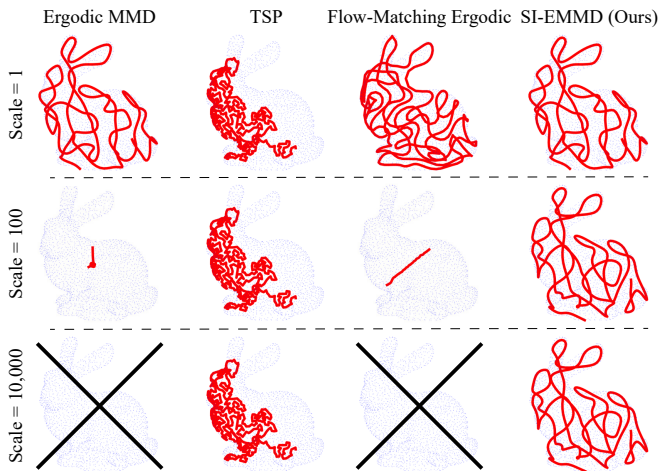 Ergodic MMD TSP Flow-Matching Ergodic SI-EMMD (Ours)
Scale = 1
Scale = 100
Scale = 10,000